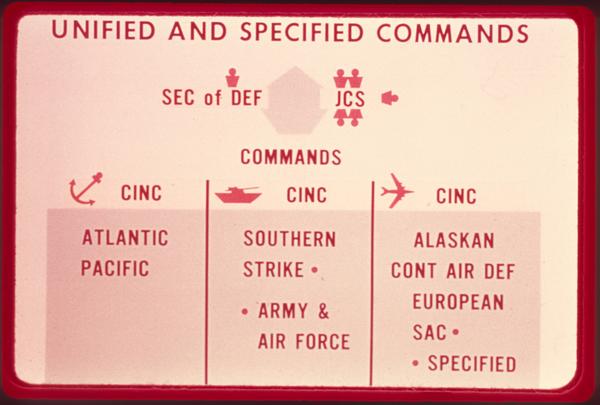 UNIFIED AND SPECIFIED COMMANDS
SEC of DEF JCS
COMMANDS
CINC
ATLANTIC
PACIFIC
CINC
SOUTHERN
STRIKE •
• ARMY &
AIR FORCE
CINC
ALASKAN
CONT AIR DEF
EUROPEAN
SAC •
• SPECIFIED